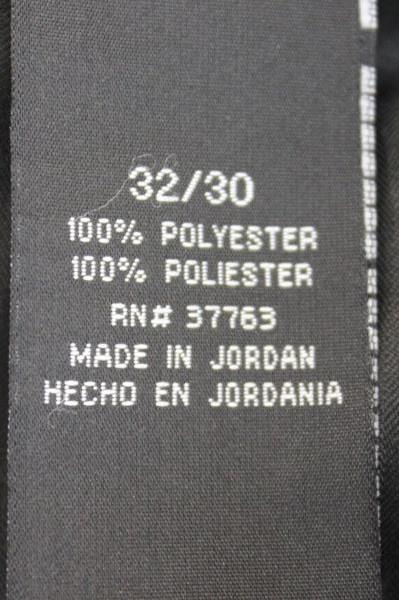 32/30
100% POLYESTER
100% POLIESTER
RN# 37763
MADE IN JORDAN
HECHO EN JORDANIA